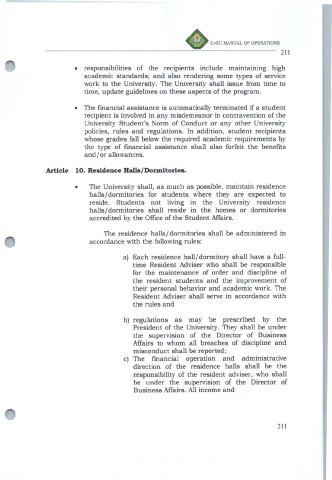 CvSU MANUAL OF OPERATIONS
211
• responsibilities of the recipients include maintaining high
academic standards; and also rendering some types of service
work to the University. The University shall issue from time to
time, update guidelines on these aspects of the program.
• The financial assistance is automatically terminated if a student
recipient is involved in any misdemeanor in contravention of the
University Student's Norm of Conduct or any other University
policies, rules and regulations. In addition, student recipients
whose grades fall below the required academic requirements by
the type of financial assistance shall also forfeit the benefits
and/or allowances.
Article 10. Residence Halls/Dormitories.
• The University shall, as much as possible, maintain residence
halls/dormitories for students where they are expected to
reside. Students not living in the University residence
halls/dormitories shall reside in the homes or dormitories
accredited by the Office of the Student Affairs.
The residence halls/dormitories shall be administered in
accordance with the following rules:
a) Each residence hall/dormitory shall have a full-
time Resident Adviser who shall be responsible
for the maintenance of order and discipline of
the resident students and the improvement of
their personal behavior and academic work. The
Resident Adviser shall serve in accordance with
the rules and
b) regulations as may be prescribed by the
President of the University. They shall be under
the supervision of the Director of Business
Affairs to whom all breaches of discipline and
misconduct shall be reported;
c) The financial operation and administrative
direction of the residence halls shall be the
responsibility of the resident adviser, who shall
be under the supervision of the Director of
Business Affairs. All income and
211